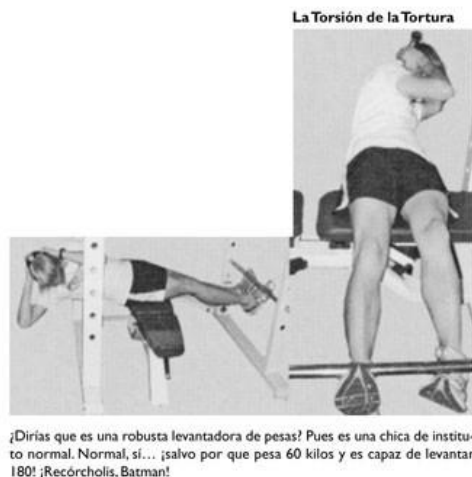 La Torsión de la Tortura
¿Dirías que es una robusta levantadora de pesas? Pues es una chica de institu-
to normal. Normal, sí… ¡salvo por que pesa 60 kilos y es capaz de levantar
180! ¡Recórcholis, Batman!